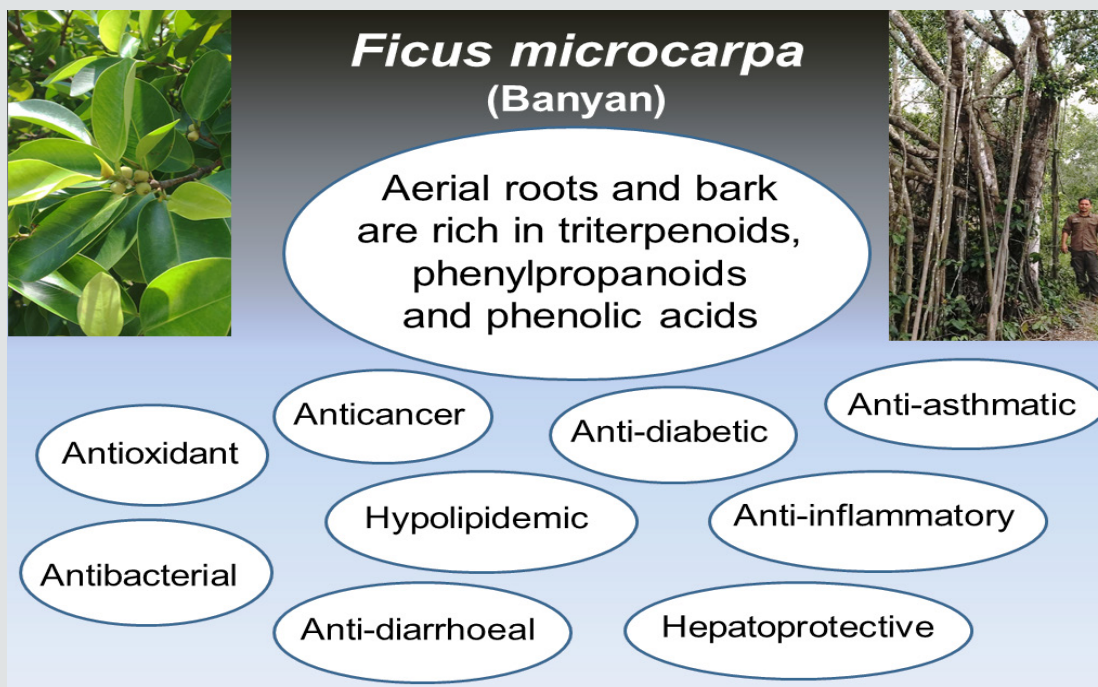 Ficus microcarpa
(Banyan)
Aerial roots and bark
are rich in triterpenoids,
phenylpropanoids
and phenolic acids
Anticancer
Anti-diabetic
Anti-asthmatic
Antioxidant
Hypolipidemic
Anti-inflammatory
Antibacterial
Anti-diarrhoeal
Hepatoprotective